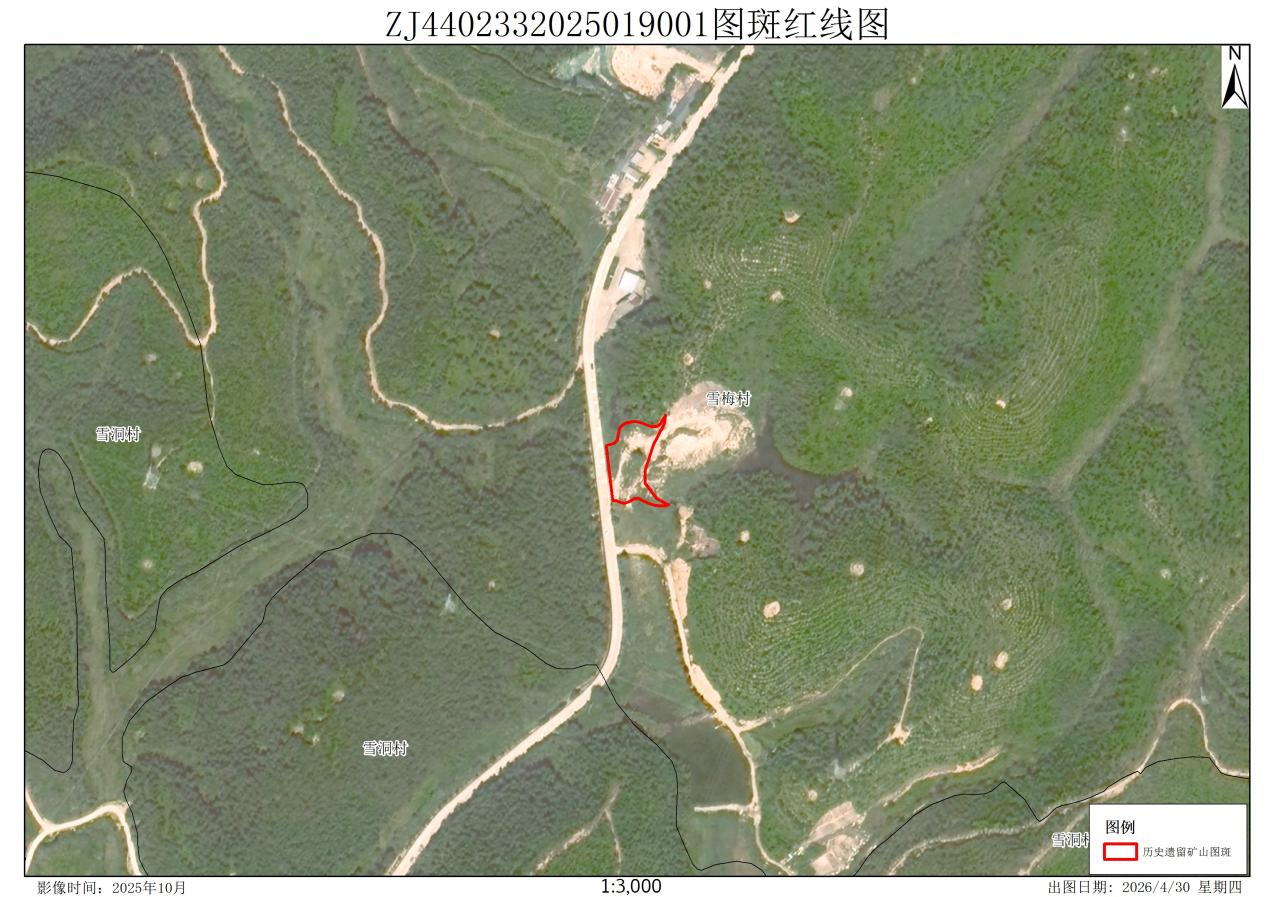 ZJ4402332025019001图斑红线图
N
雪梅村
雪洞村
雪洞村
雪洞村
图例
历史遗留矿山图斑
影像时间：2025年10月
1:3,000
出图日期: 2026/4/30 星期四